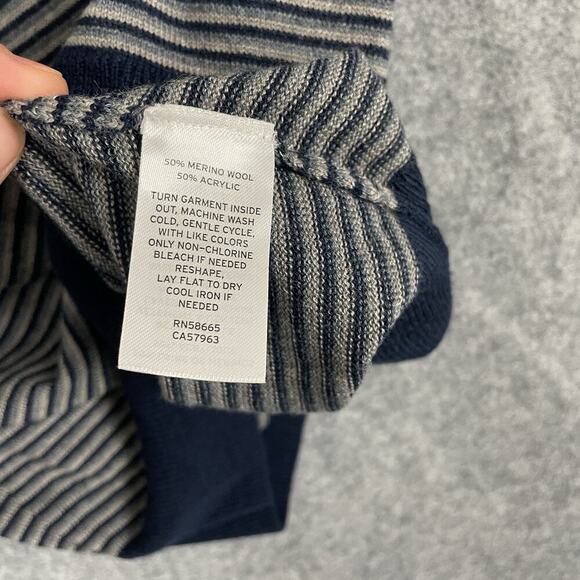 50% MERINO WOOL
50% ACRYLIC
TURN GARMENT INSIDE
OUT, MACHINE WASH
COLD, GENTLE CYCLE,
WITH LIKE COLORS
ONLY NON-CHLORINE
BLEACH IF NEEDED
RESHAPE,
LAY FLAT TO DRY
COOL IRON IF
NEEDED
RN58665
CA57963